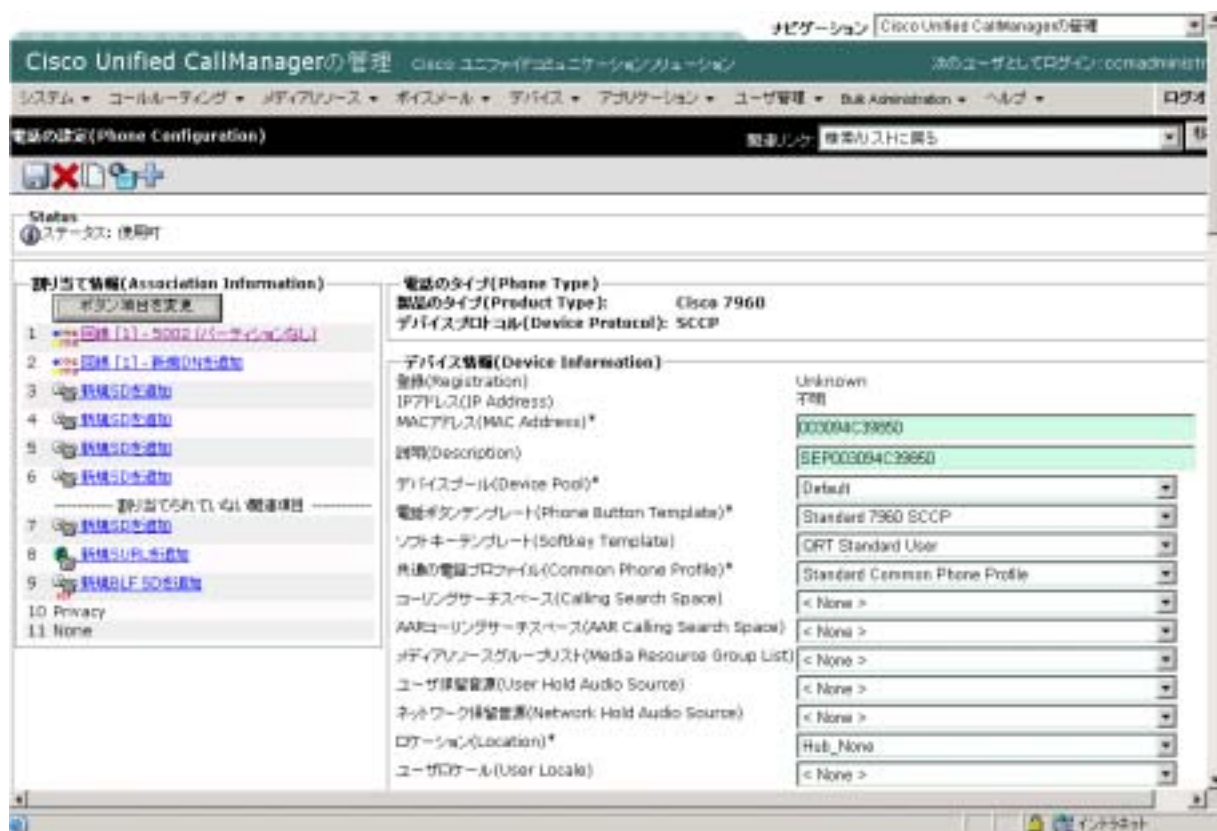 ナビゲーション Cisco Unified CallManagerの管理
Cisco Unified CallManagerの管理 Cisco ユニファイドコミュニケーションソリューション 次のユーザとしてログイン:ccmadministr
システム コールルーティング メディアリソース ボイスメール デバイス アプリケーション ユーザ管理 Bulk Administration ヘルプ ログオ
電話の設定(Phone Configuration) 関連リンク 検索/リストに戻る
Status
ステータス: 使用可
割り当て情報(Association Information)
ボタン項目を変更
1 回線 [1] - 5002 (パーティションなし)
2 回線 [1] - 新規DNを追加
3 新規SDを追加
4 新規SDを追加
5 新規SDを追加
6 新規SDを追加
---------- 割り当てられていない関連項目 ----------
7 新規SDを追加
8 新規SURLを追加
9 新規BLF SDを追加
10 Privacy
11 None
電話のタイプ(Phone Type)
製品のタイプ(Product Type): Cisco 7960
デバイスプロトコル(Device Protocol): SCCP
デバイス情報(Device Information)
登録(Registration) Unknown
IPアドレス(IP Address) 不明
MACアドレス(MAC Address)* 003094C39850
説明(Description) SEP003094C39850
デバイスプール(Device Pool)* Default
電話ボタンテンプレート(Phone Button Template)* Standard 7960 SCCP
ソフトキーテンプレート(Softkey Template) QRT Standard User
共通の電話プロファイル(Common Phone Profile)* Standard Common Phone Profile
コーリングサーチスペース(Calling Search Space) < None >
AARコーリングサーチスペース(AAR Calling Search Space) < None >
メディアリソースグループリスト(Media Resource Group List) < None >
ユーザ保留音源(User Hold Audio Source) < None >
ネットワーク保留音源(Network Hold Audio Source) < None >
ロケーション(Location)* Hub_None
ユーザロケール(User Locale) < None >
イントラネット